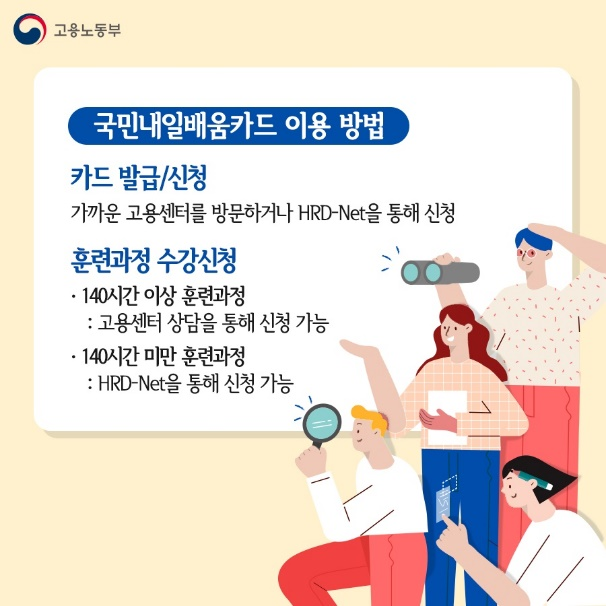 고용노동부
국민내일배움카드 이용 방법
카드 발급/신청
가까운 고용센터를 방문하거나 HRD-Net을 통해 신청
훈련과정 수강신청
· 140시간 이상 훈련과정
: 고용센터 상담을 통해 신청 가능
· 140시간 미만 훈련과정
: HRD-Net을 통해 신청 가능